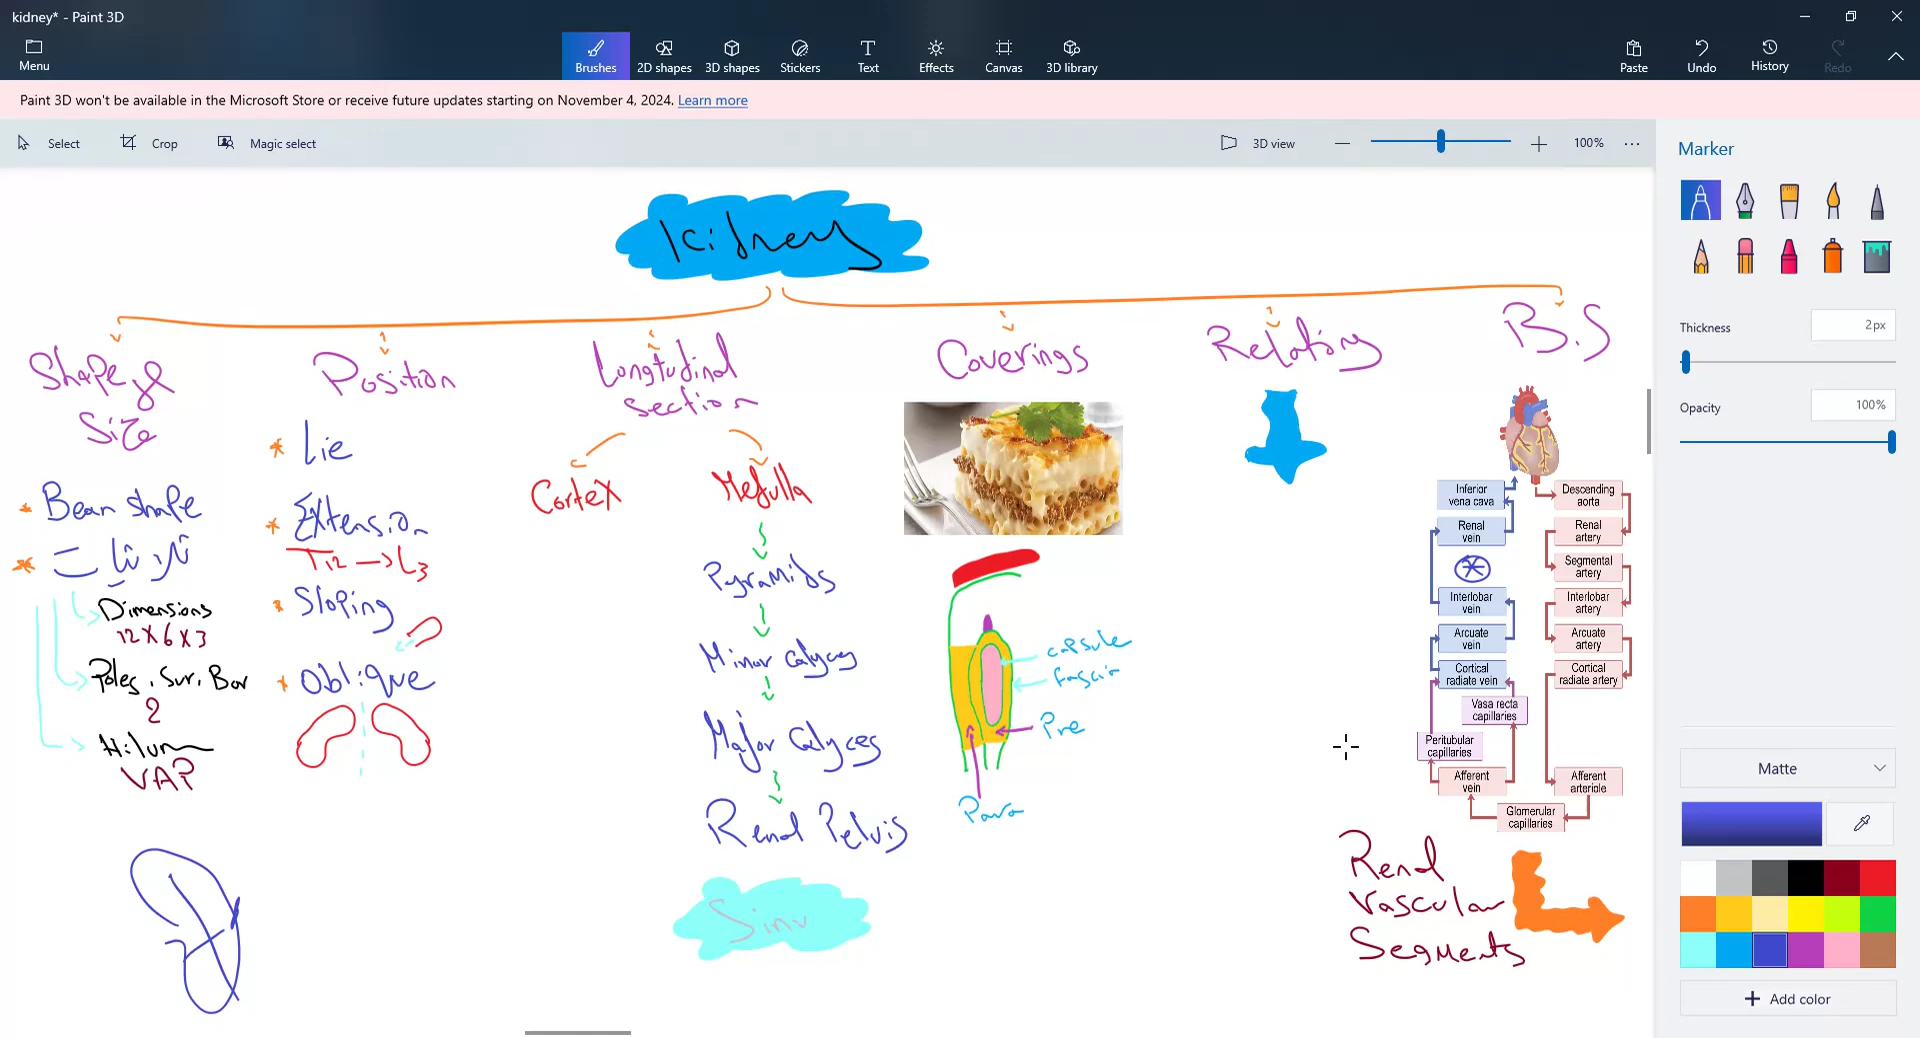 kidney* - Paint 3D
Menu
Brushes
2D shapes
3D shapes
Stickers
Text
Effects
Canvas
3D library
Paste
Undo
History
Redo
Paint 3D won't be available in the Microsoft Store or receive future updates starting on November 4, 2024. Learn more
Select
Crop
Magic select
3D view
100%
Marker
Thickness
2px
Opacity
100%
Matte
Add color
Kidney
Shape &
Size
* Bean shape
Dimensions
12 x 6 x 3
Poles, Sur, Bor
2
Hilum
VAP
Position
* Lie
* Extension
T12 → L3
* Sloping
* Oblique
Longtudinal
section
Cortex
Medulla
Pyramids
Minor Calyces
Major Calyces
Renal Pelvis
Sinu
Coverings
capsule
fascia
Pre
Para
Relations
B.S
Inferior
vena cava
Renal
vein
Interlobar
vein
Arcuate
vein
Cortical
radiate vein
Vasa recta
capillaries
Peritubular
capillaries
Afferent
vein
Glomerular
capillaries
Descending
aorta
Renal
artery
Segmental
artery
Interlobar
artery
Arcuate
artery
Cortical
radiate artery
Afferent
arteriole
Renal
Vascular
Segments